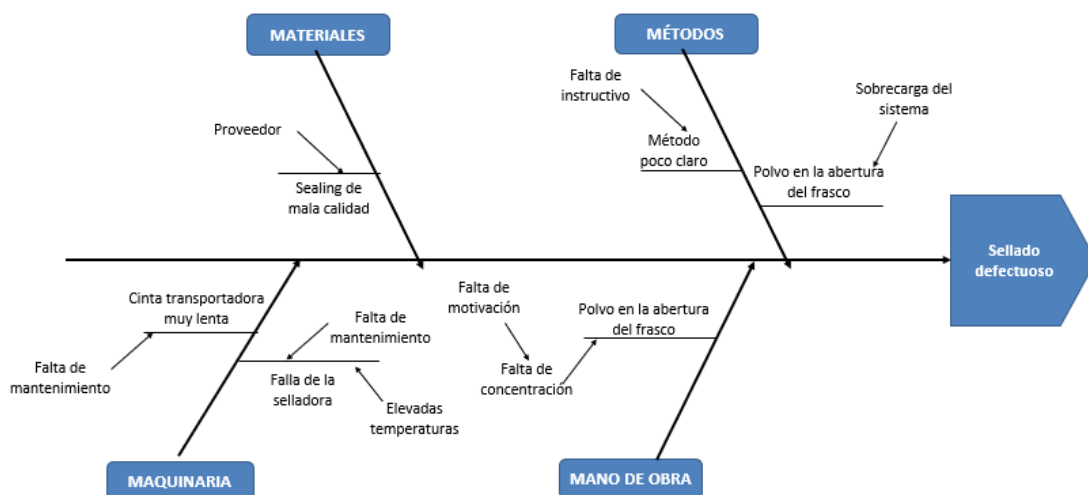 MATERIALES
MÉTODOS
Falta de
instructivo
Sobrecarga del
sistema
Proveedor
Método
poco claro
Polvo en la abertura
del frasco
Sealing de
mala calidad
Sellado
defectuoso
Cinta transportadora
muy lenta
Falta de
motivación
Polvo en la abertura
del frasco
Falta de
mantenimiento
Falta de
mantenimiento
Falla de la
selladora
Falta de
concentración
Elevadas
temperaturas
MAQUINARIA
MANO DE OBRA